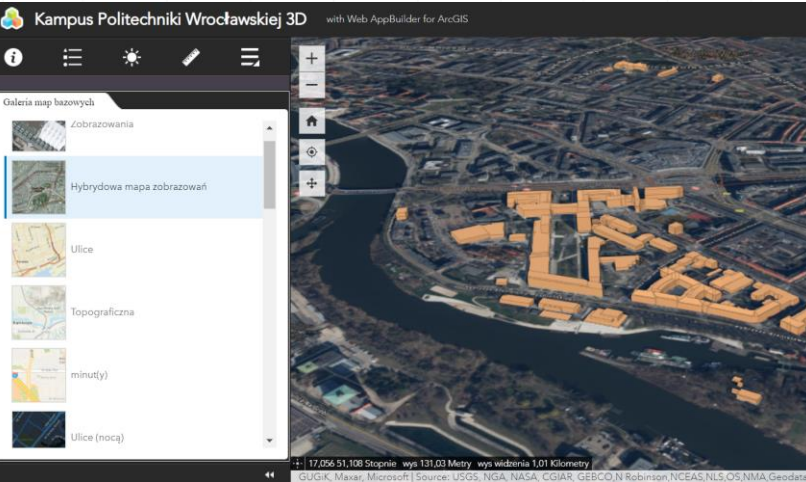 Kampus Politechniki Wrocławskiej 3D
with Web AppBuilder for ArcGIS
Galeria map bazowych
Zobrazowania
Hybrydowa mapa zobrazowań
Ulice
Topograficzna
minut(y)
Ulice (nocą)
17,056 51,108 Stopnie wys 131,03 Metry wys widzenia 1,01 Kilometry
GUGiK, Maxar, Microsoft | Source: USGS, NGA, NASA, CGIAR, GEBCO,N Robinson,NCEAS,NLS,OS,NMA,Geodata